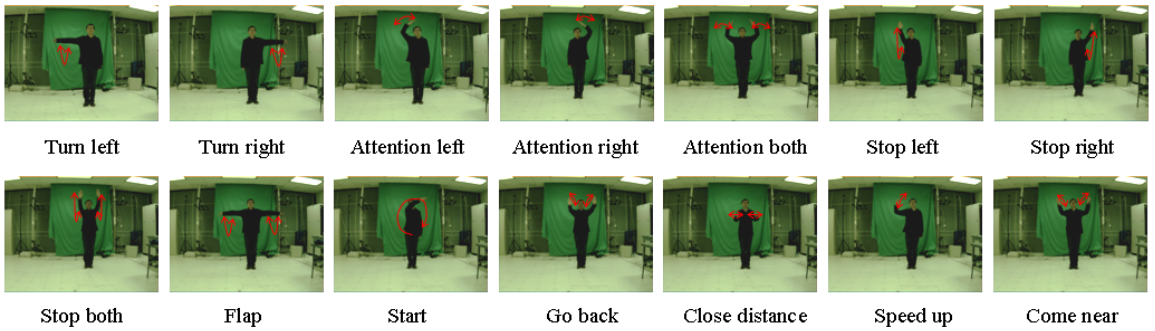 Turn left
Turn right
Attention left
Attention right
Attention both
Stop left
Stop right
Stop both
Flap
Start
Go back
Close distance
Speed up
Come near